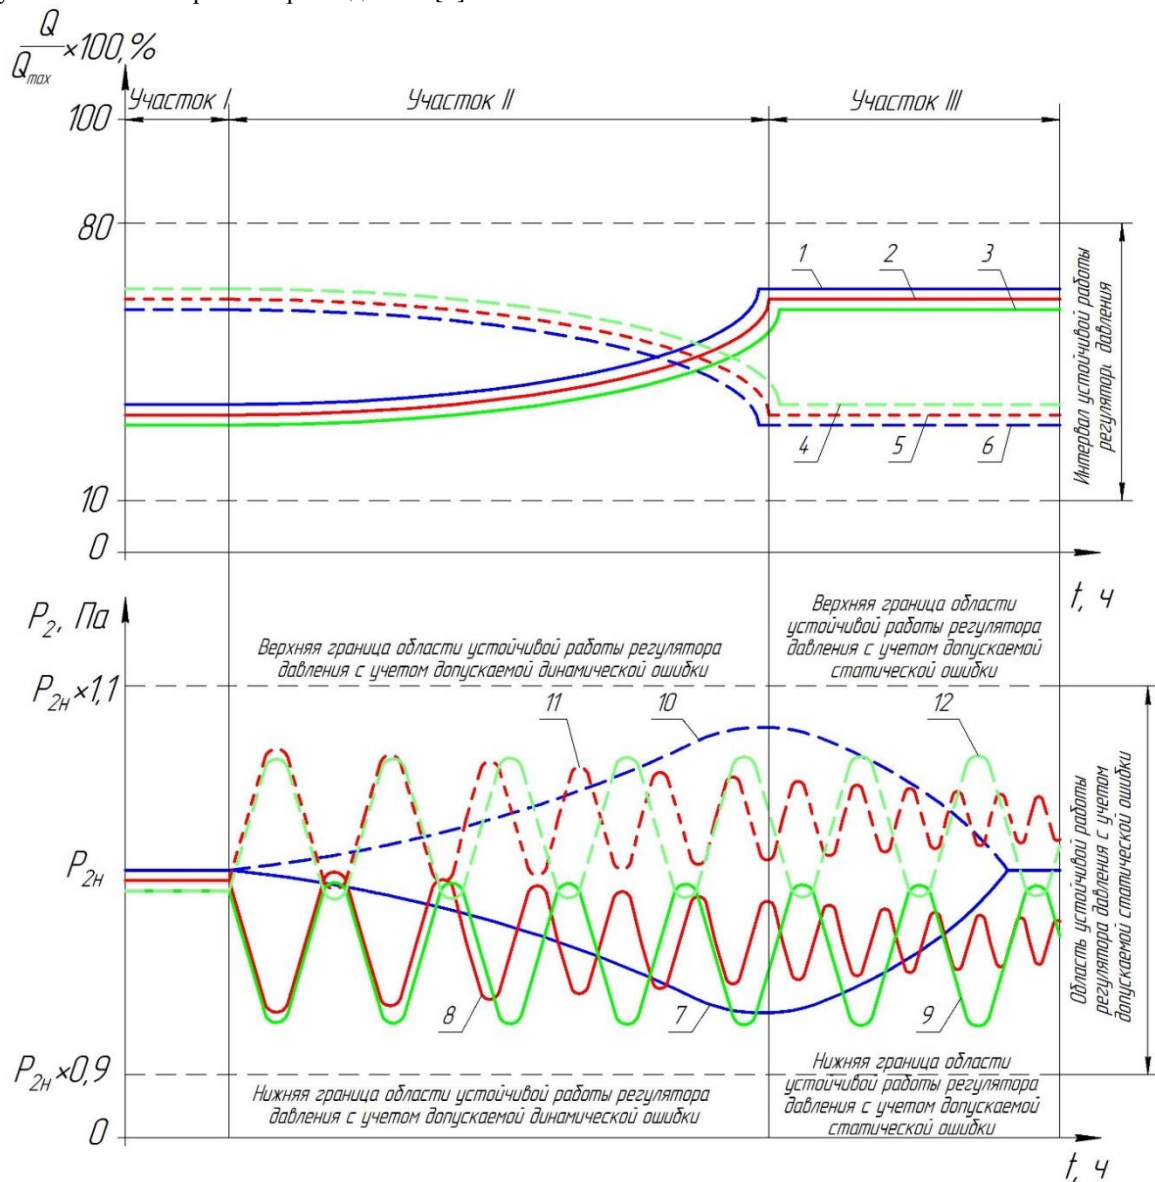 Q/Qmax ×100,%
Участок I
Участок II
Участок III
100
80
1
2
3
4
5
6
10
0
t, ч
Интервал устойчивой работы
регулятора давления
P2, Па
Верхняя граница области устойчивой работы регулятора
давления с учетом допускаемой динамической ошибки
Верхняя граница области
устойчивой работы регулятора
давления с учетом допускаемой
статической ошибки
P2н×1,1
11
10
12
P2н
8
7
9
Область устойчивой работы
регулятора давления с учетом
допускаемой статической ошибки
P2н×0,9
Нижняя граница области устойчивой работы регулятора
давления с учетом допускаемой динамической ошибки
Нижняя граница области
устойчивой работы регулятора
давления с учетом допускаемой
статической ошибки
0
t, ч